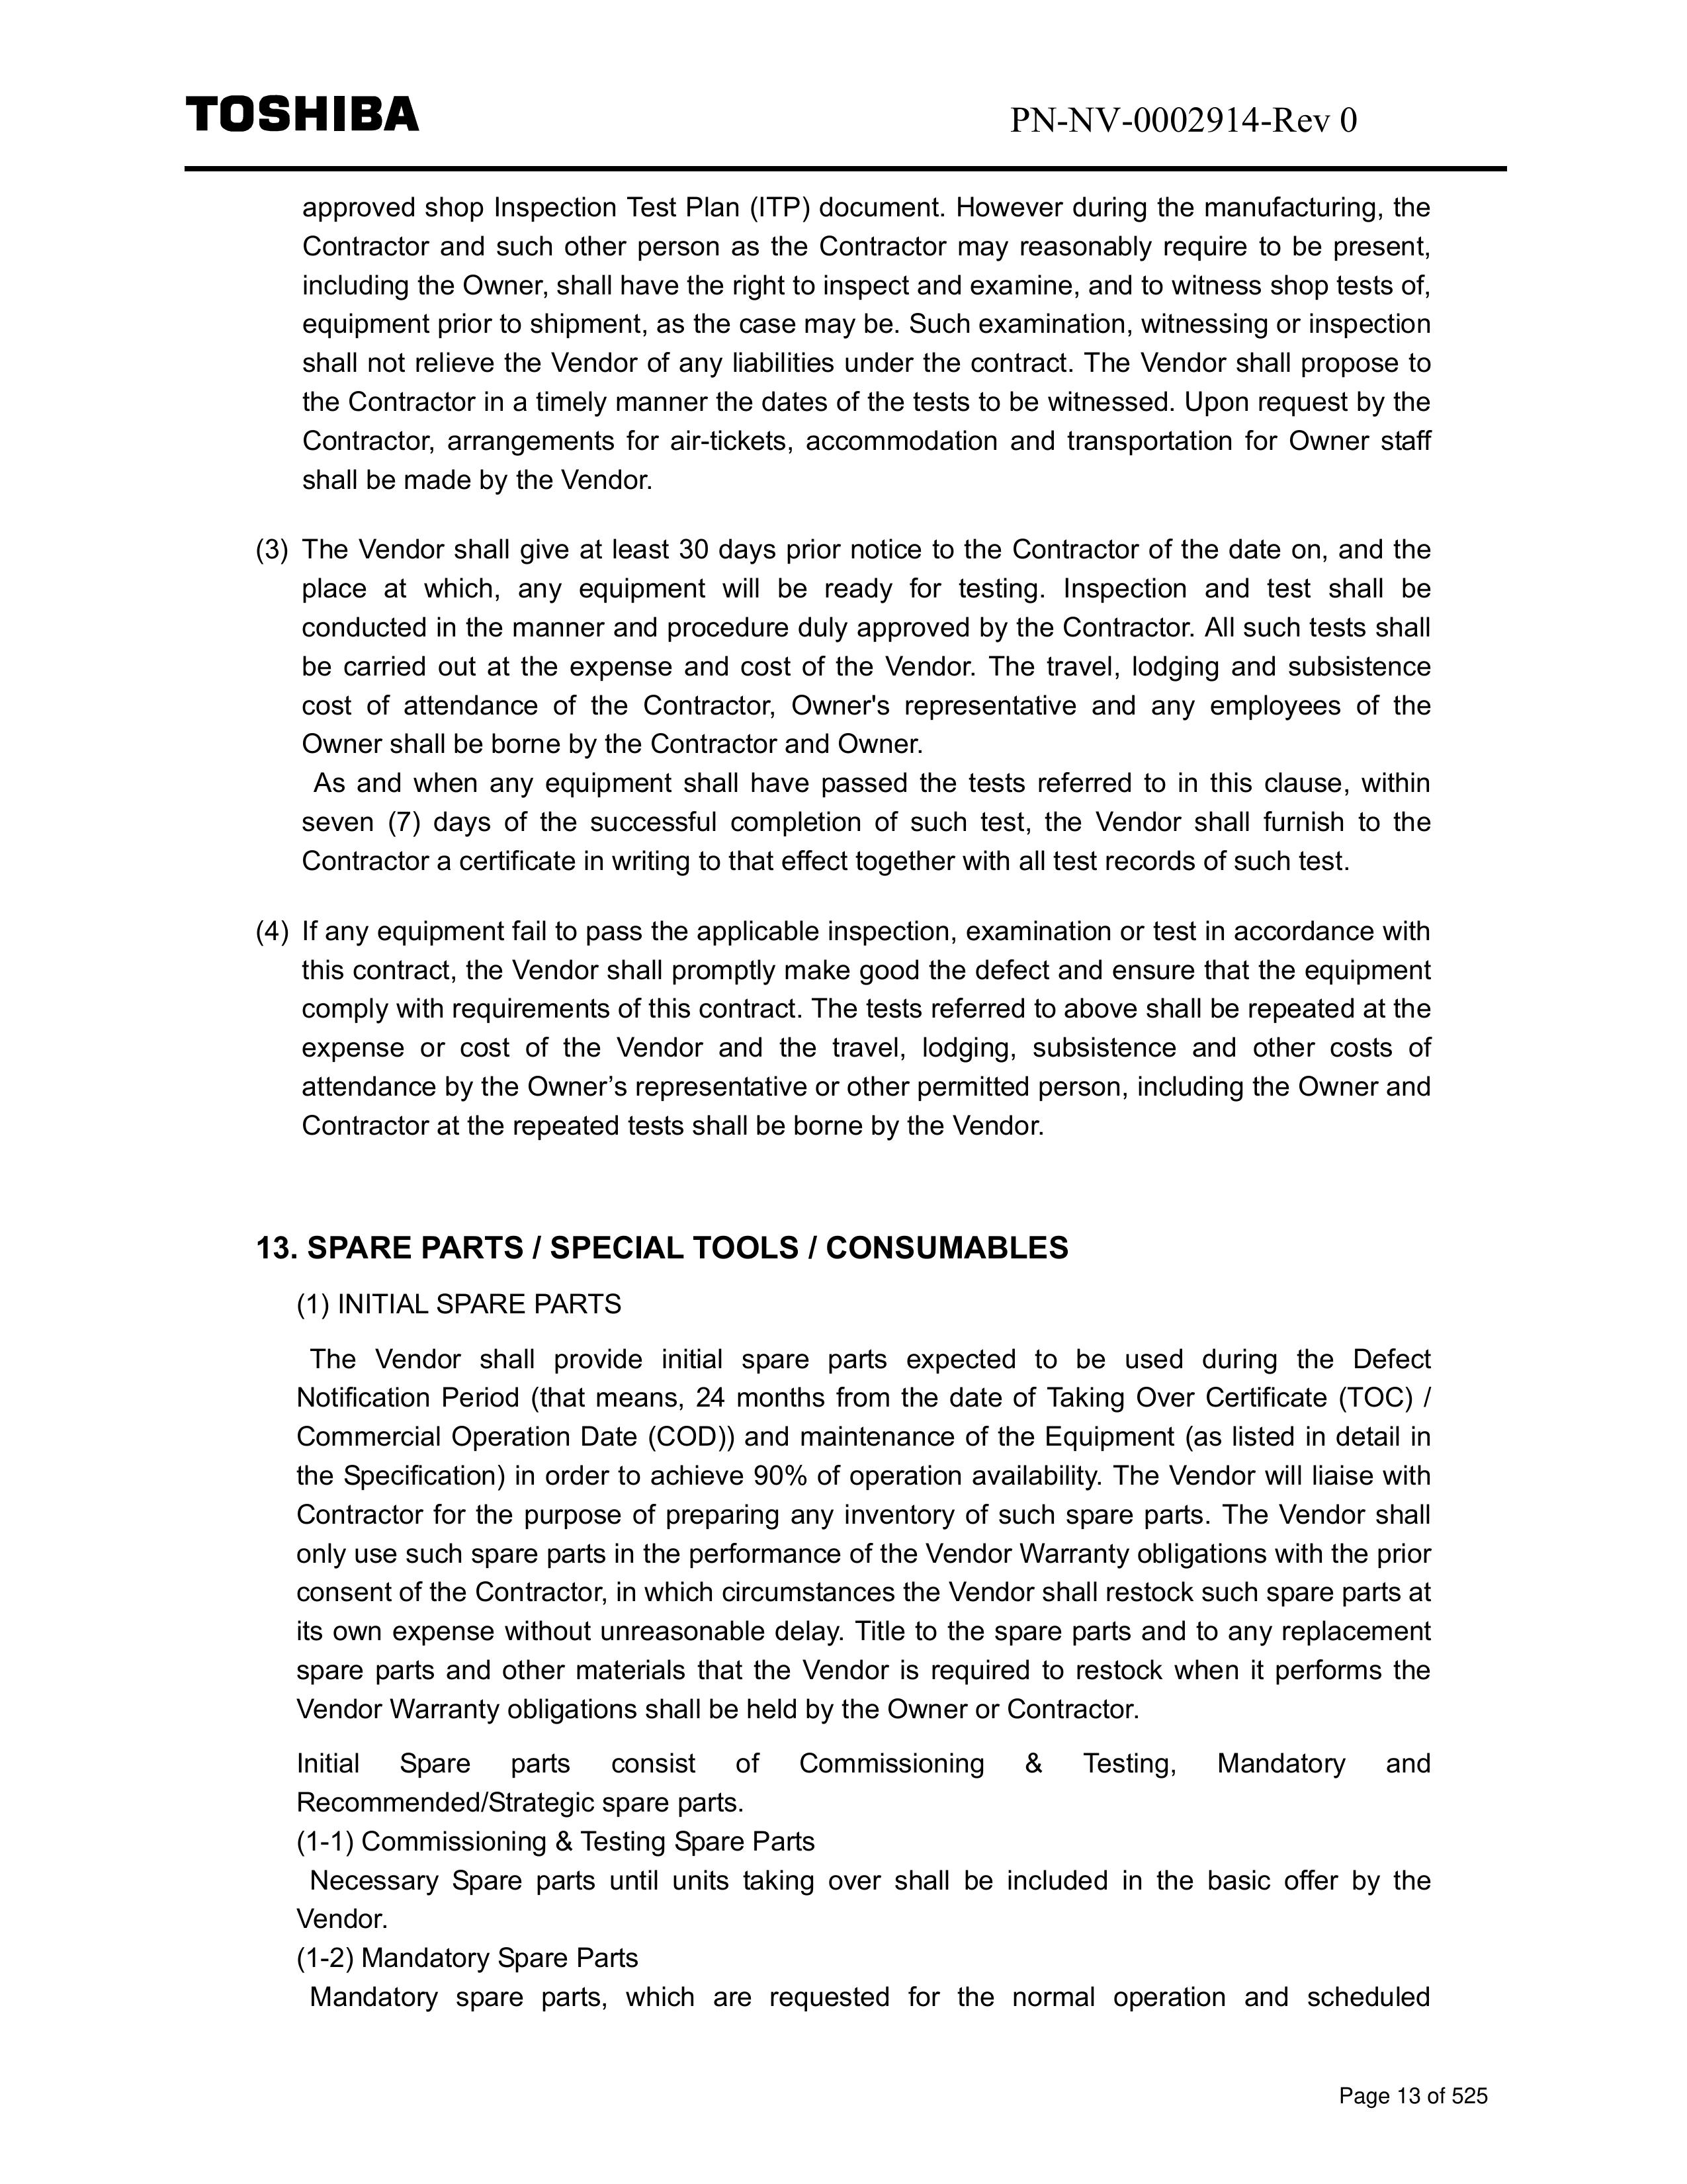 TOSHIBA
PN-NV-0002914-Rev 0
approved shop Inspection Test Plan (ITP) document. However during the manufacturing, the
Contractor and such other person as the Contractor may reasonably require to be present,
including the Owner, shall have the right to inspect and examine, and to witness shop tests of,
equipment prior to shipment, as the case may be. Such examination, witnessing or inspection
shall not relieve the Vendor of any liabilities under the contract. The Vendor shall propose to
the Contractor in a timely manner the dates of the tests to be witnessed. Upon request by the
Contractor, arrangements for air-tickets, accommodation and transportation for Owner staff
shall be made by the Vendor.
(3) The Vendor shall give at least 30 days prior notice to the Contractor of the date on, and the
place at which, any equipment will be ready for testing. Inspection and test shall be
conducted in the manner and procedure duly approved by the Contractor. All such tests shall
be carried out at the expense and cost of the Vendor. The travel, lodging and subsistence
cost of attendance of the Contractor, Owner's representative and any employees of the
Owner shall be borne by the Contractor and Owner.
As and when any equipment shall have passed the tests referred to in this clause, within
seven (7) days of the successful completion of such test, the Vendor shall furnish to the
Contractor a certificate in writing to that effect together with all test records of such test.
(4) If any equipment fail to pass the applicable inspection, examination or test in accordance with
this contract, the Vendor shall promptly make good the defect and ensure that the equipment
comply with requirements of this contract. The tests referred to above shall be repeated at the
expense or cost of the Vendor and the travel, lodging, subsistence and other costs of
attendance by the Owner’s representative or other permitted person, including the Owner and
Contractor at the repeated tests shall be borne by the Vendor.
13. SPARE PARTS / SPECIAL TOOLS / CONSUMABLES
(1) INITIAL SPARE PARTS
The Vendor shall provide initial spare parts expected to be used during the Defect
Notification Period (that means, 24 months from the date of Taking Over Certificate (TOC) /
Commercial Operation Date (COD)) and maintenance of the Equipment (as listed in detail in
the Specification) in order to achieve 90% of operation availability. The Vendor will liaise with
Contractor for the purpose of preparing any inventory of such spare parts. The Vendor shall
only use such spare parts in the performance of the Vendor Warranty obligations with the prior
consent of the Contractor, in which circumstances the Vendor shall restock such spare parts at
its own expense without unreasonable delay. Title to the spare parts and to any replacement
spare parts and other materials that the Vendor is required to restock when it performs the
Vendor Warranty obligations shall be held by the Owner or Contractor.
Initial Spare parts consist of Commissioning & Testing, Mandatory and
Recommended/Strategic spare parts.
(1-1) Commissioning & Testing Spare Parts
Necessary Spare parts until units taking over shall be included in the basic offer by the
Vendor.
(1-2) Mandatory Spare Parts
Mandatory spare parts, which are requested for the normal operation and scheduled
Page 13 of 525